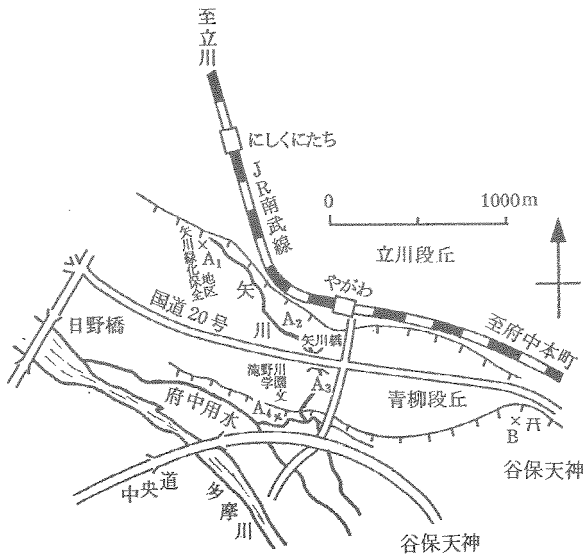 至立川
にしくにたち
JR南武線
0
1000m
立川段丘
矢川緑化保全地区
A1
矢川
やがわ
国道20号
A2
矢川橋
日野橋
至府中本町
滝野川学園文
A3
青柳段丘
府中用水
A4
B
谷保天神
中央道
多摩川
谷保天神